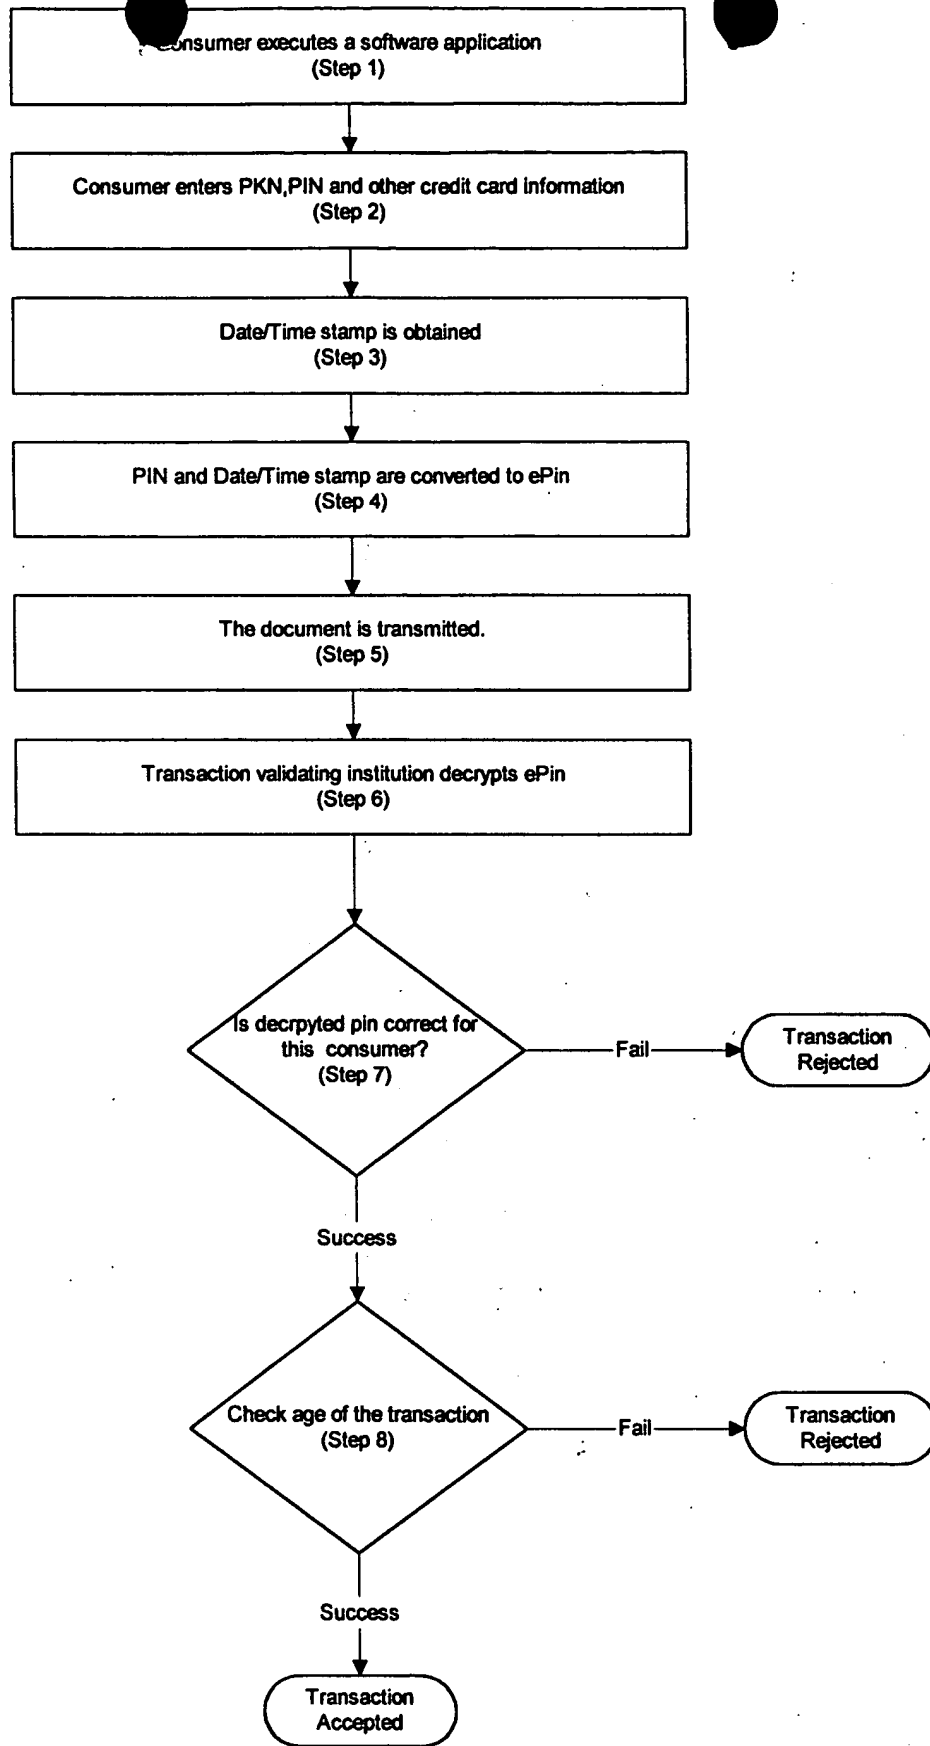 Consumer executes a software application
(Step 1)
Consumer enters PKN,PIN and other credit card information
(Step 2)
Date/Time stamp is obtained
(Step 3)
PIN and Date/Time stamp are converted to ePin
(Step 4)
The document is transmitted.
(Step 5)
Transaction validating institution decrypts ePin
(Step 6)
Is decrpyted pin correct for
this consumer?
(Step 7)
Fail
Transaction
Rejected
Success
Check age of the transaction
(Step 8)
Fail
Transaction
Rejected
Success
Transaction
Accepted